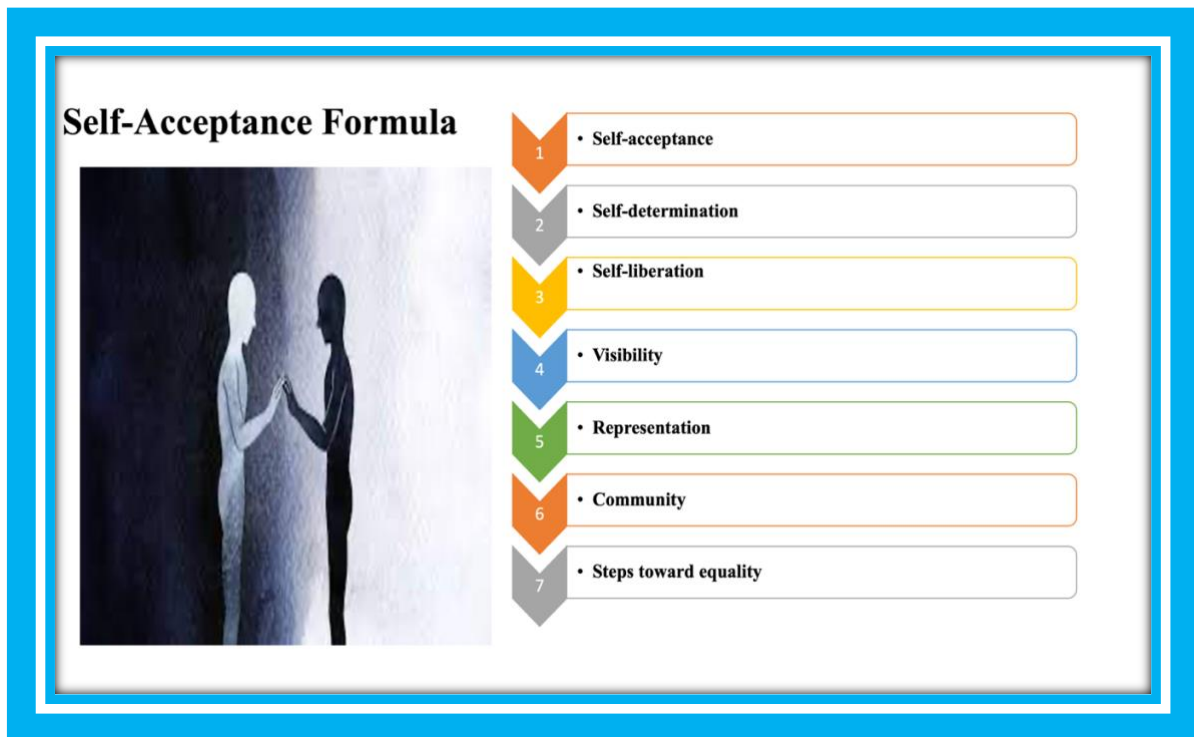 Self-Acceptance Formula
1
• Self-acceptance
2
• Self-determination
3
• Self-liberation
4
• Visibility
5
• Representation
6
• Community
7
• Steps toward equality